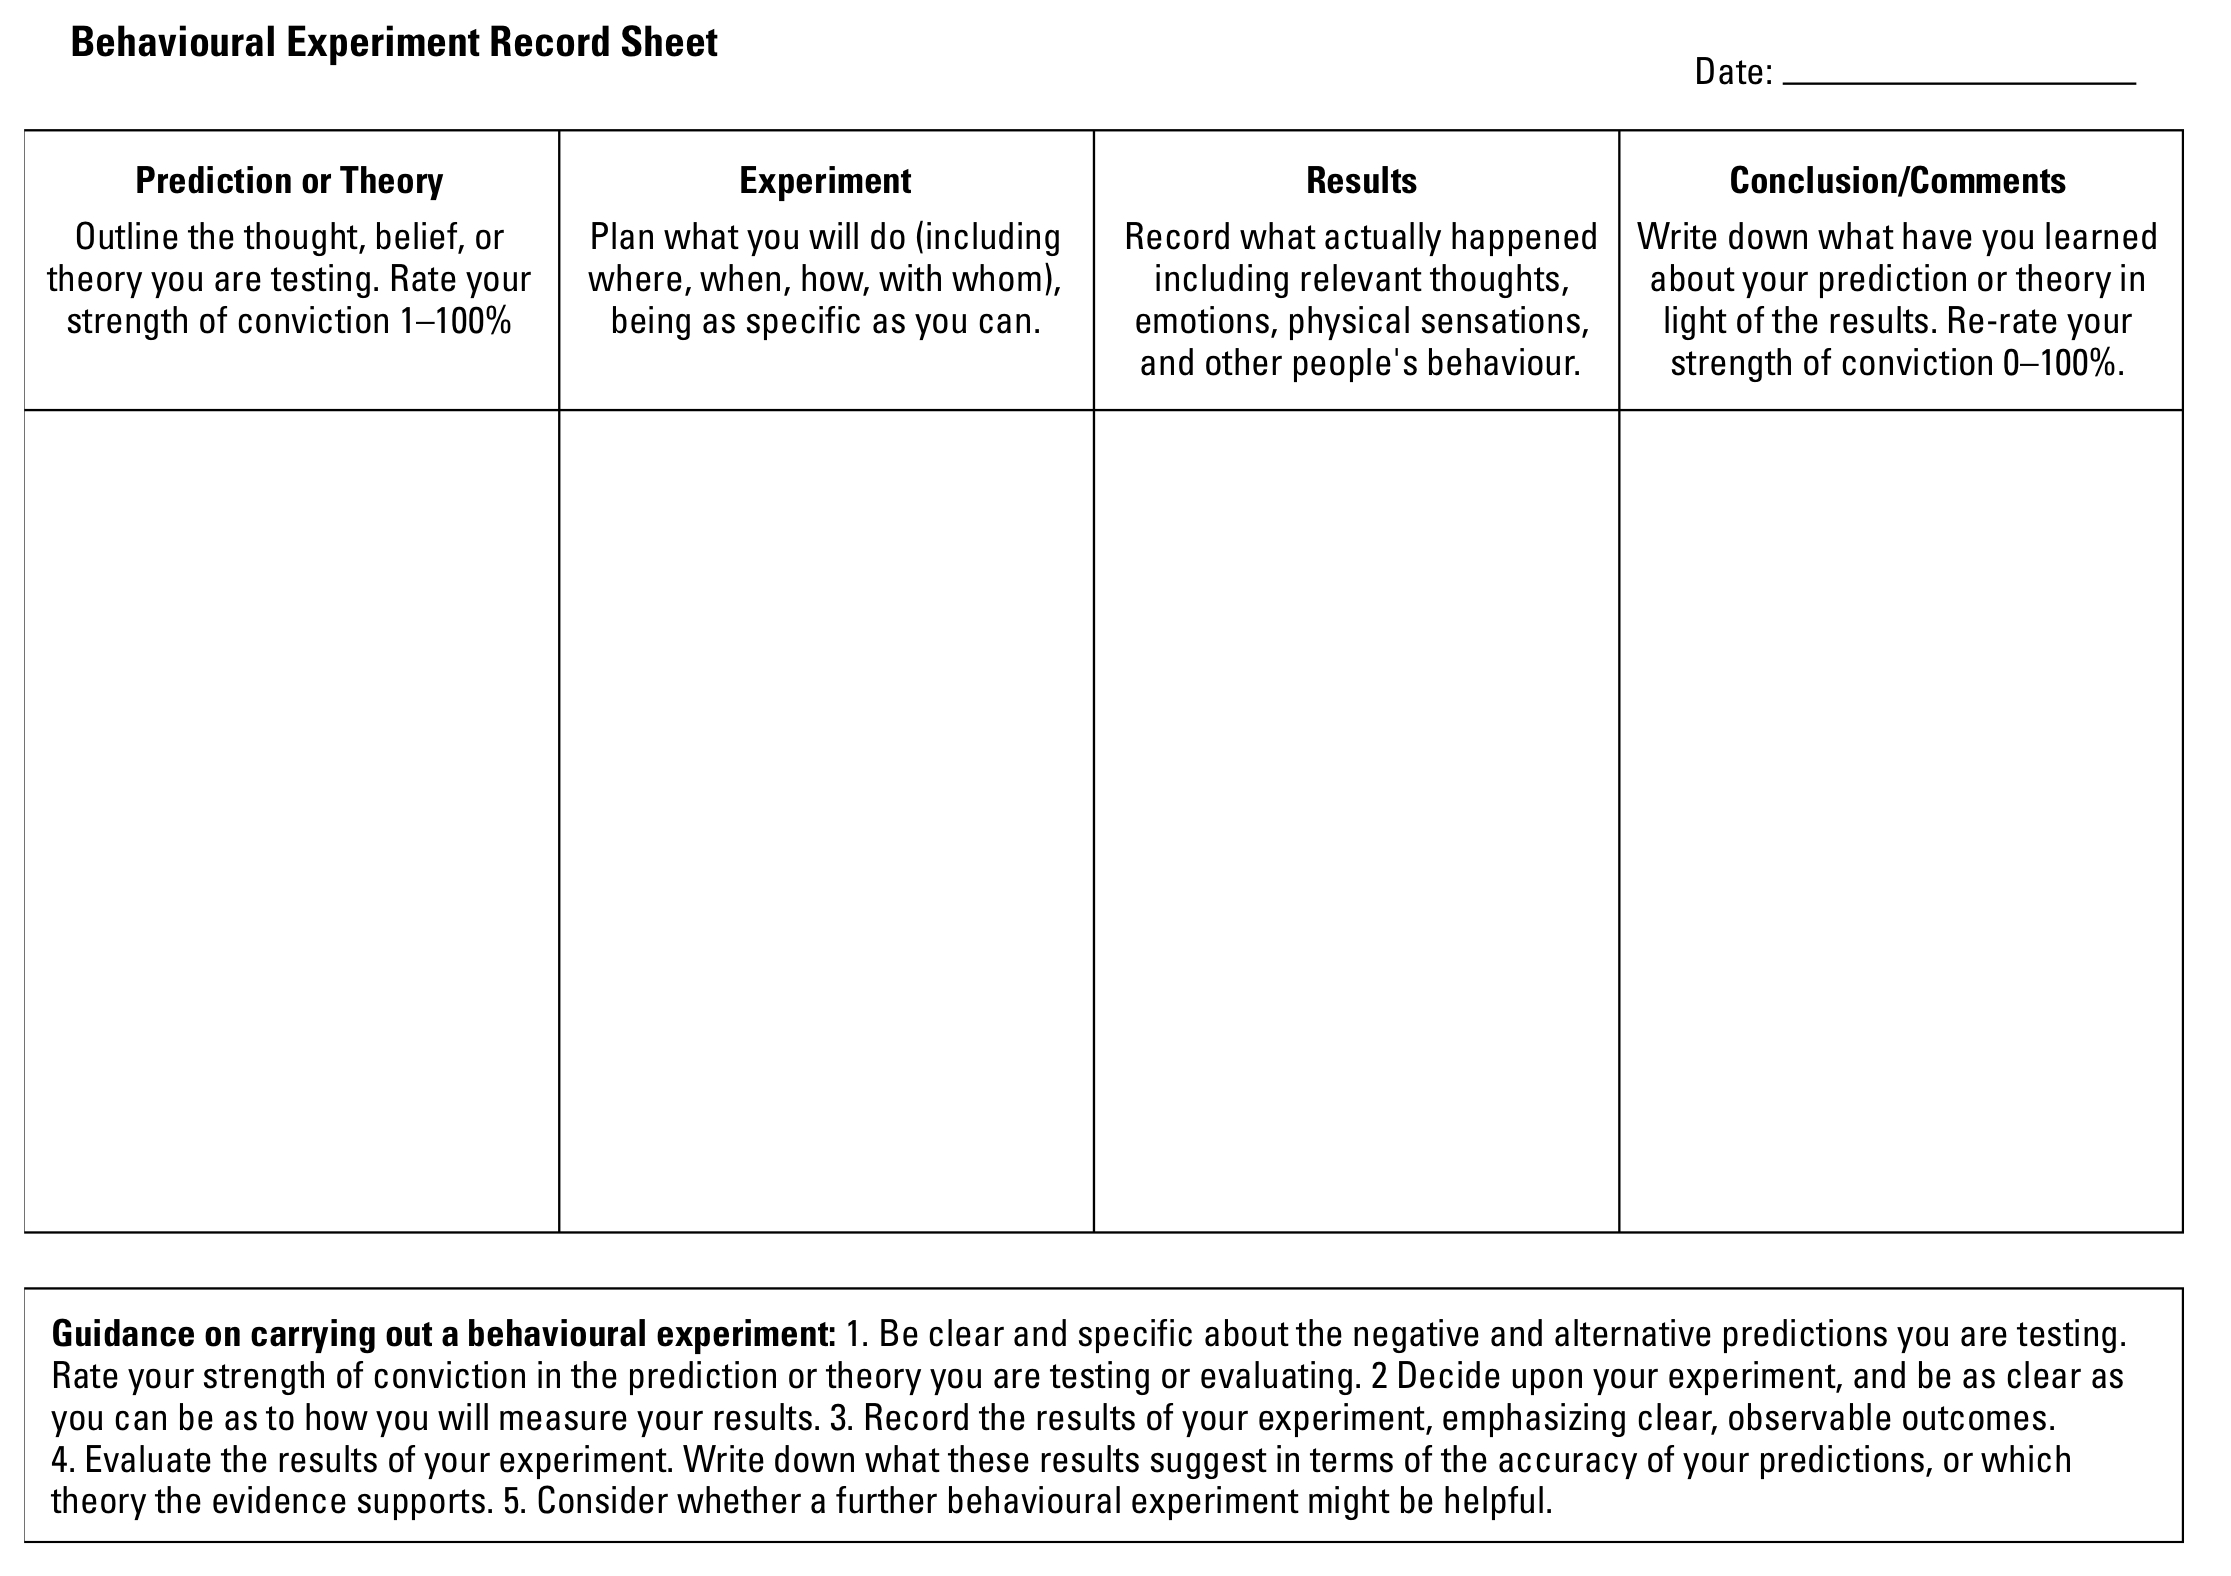 Behavioural Experiment Record Sheet
Date:
Prediction or Theory
Outline the thought, belief, or
theory you are testing. Rate your
strength of conviction 1–100%
Experiment
Plan what you will do (including
where, when, how, with whom),
being as specific as you can.
Results
Record what actually happened
including relevant thoughts,
emotions, physical sensations,
and other people's behaviour.
Conclusion/Comments
Write down what have you learned
about your prediction or theory in
light of the results. Re-rate your
strength of conviction 0–100%.
Guidance on carrying out a behavioural experiment: 1. Be clear and specific about the negative and alternative predictions you are testing.
Rate your strength of conviction in the prediction or theory you are testing or evaluating. 2 Decide upon your experiment, and be as clear as
you can be as to how you will measure your results. 3. Record the results of your experiment, emphasizing clear, observable outcomes.
4. Evaluate the results of your experiment. Write down what these results suggest in terms of the accuracy of your predictions, or which
theory the evidence supports. 5. Consider whether a further behavioural experiment might be helpful.